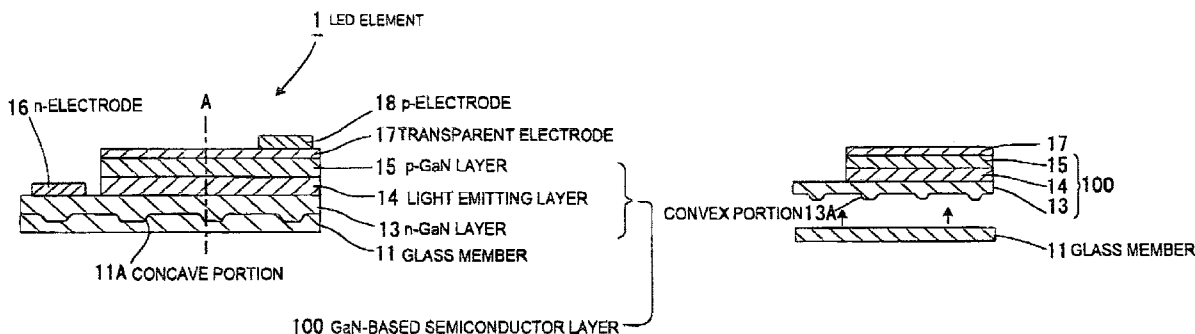 1 LED ELEMENT
16 n-ELECTRODE
A
18 p-ELECTRODE
17 TRANSPARENT ELECTRODE
15 p-GaN LAYER
14 LIGHT EMITTING LAYER
13 n-GaN LAYER
11 GLASS MEMBER
11A CONCAVE PORTION
100 GaN-BASED SEMICONDUCTOR LAYER
17
15
14
100
13
CONVEX PORTION 13A
11 GLASS MEMBER